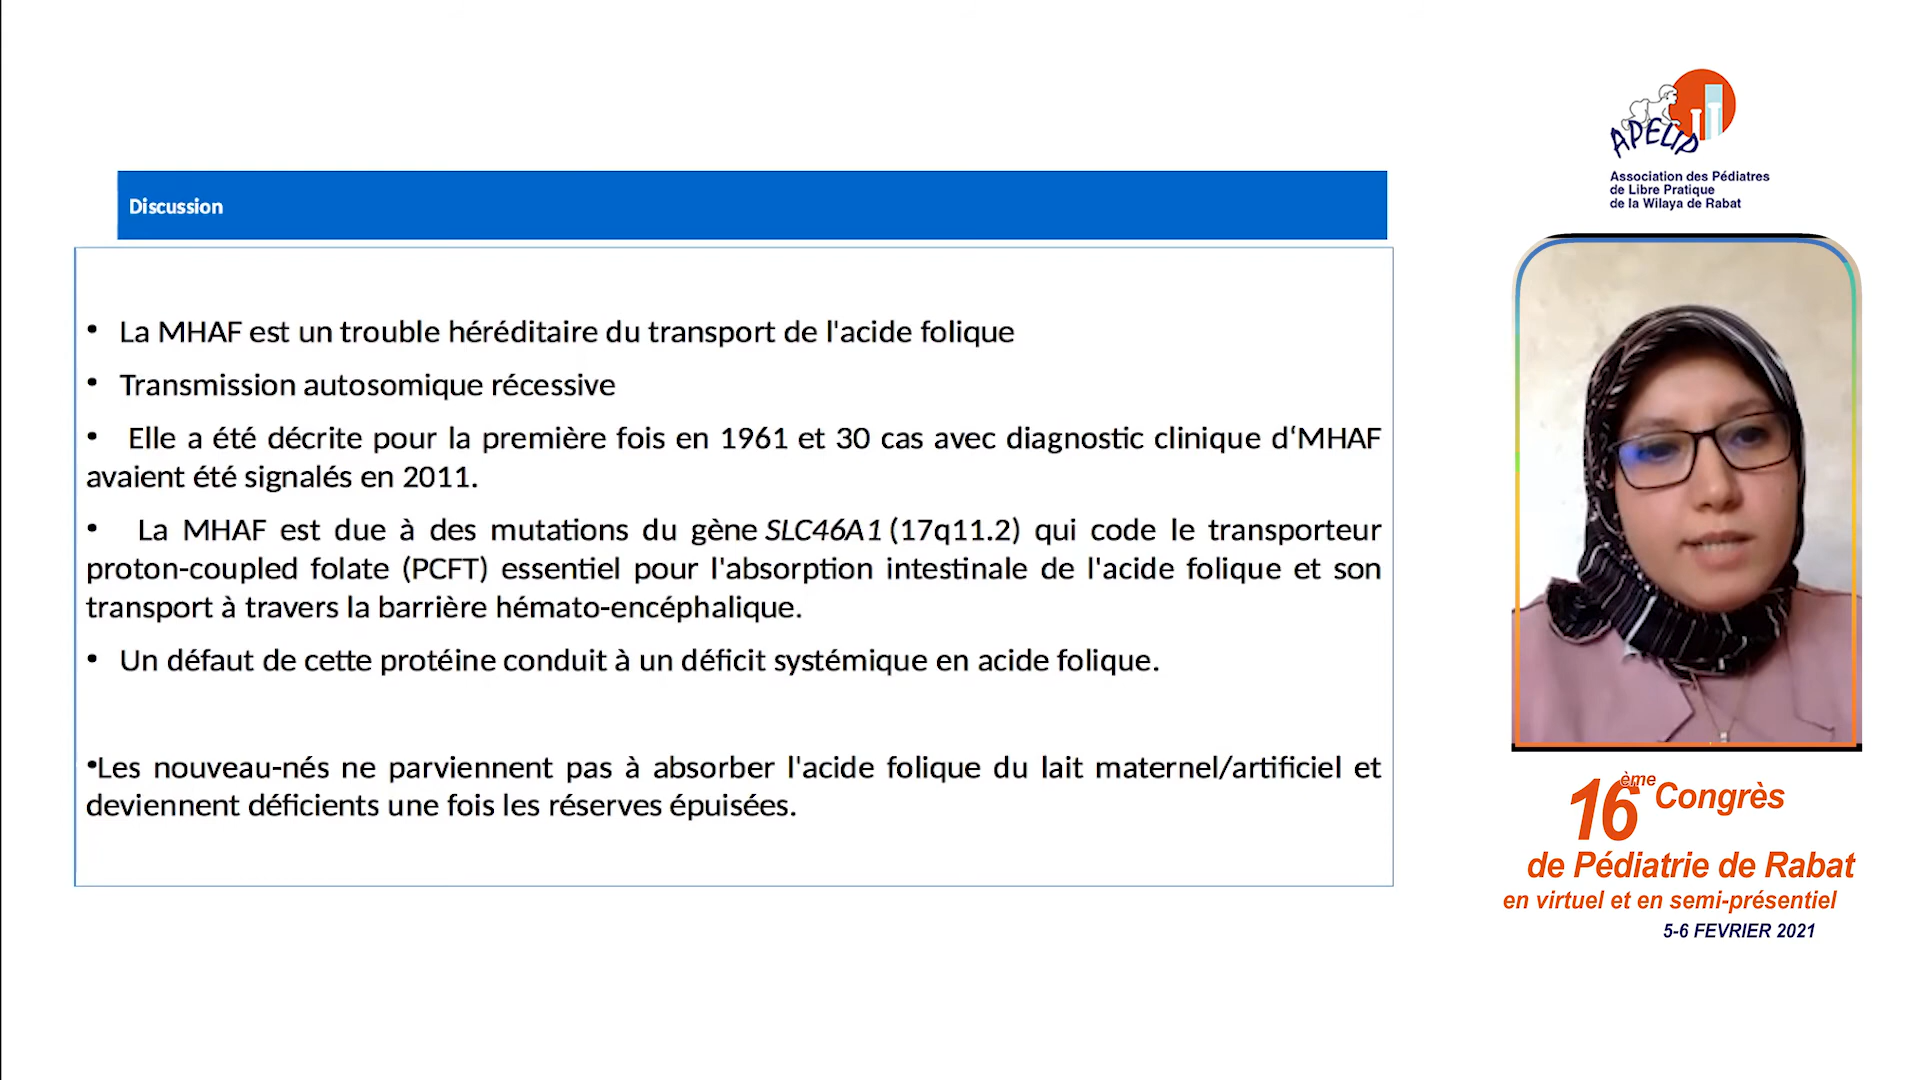 Discussion
• La MHAF est un trouble héréditaire du transport de l'acide folique
• Transmission autosomique récessive
• Elle a été décrite pour la première fois en 1961 et 30 cas avec diagnostic clinique d‘MHAF
avaient été signalés en 2011.
• La MHAF est due à des mutations du gène SLC46A1 (17q11.2) qui code le transporteur
proton-coupled folate (PCFT) essentiel pour l'absorption intestinale de l'acide folique et son
transport à travers la barrière hémato-encéphalique.
• Un défaut de cette protéine conduit à un déficit systémique en acide folique.
•Les nouveau-nés ne parviennent pas à absorber l'acide folique du lait maternel/artificiel et
deviennent déficients une fois les réserves épuisées.
APELIP
Association des Pédiatres
de Libre Pratique
de la Wilaya de Rabat
16ème Congrès
de Pédiatrie de Rabat
en virtuel et en semi-présentiel
5-6 FEVRIER 2021